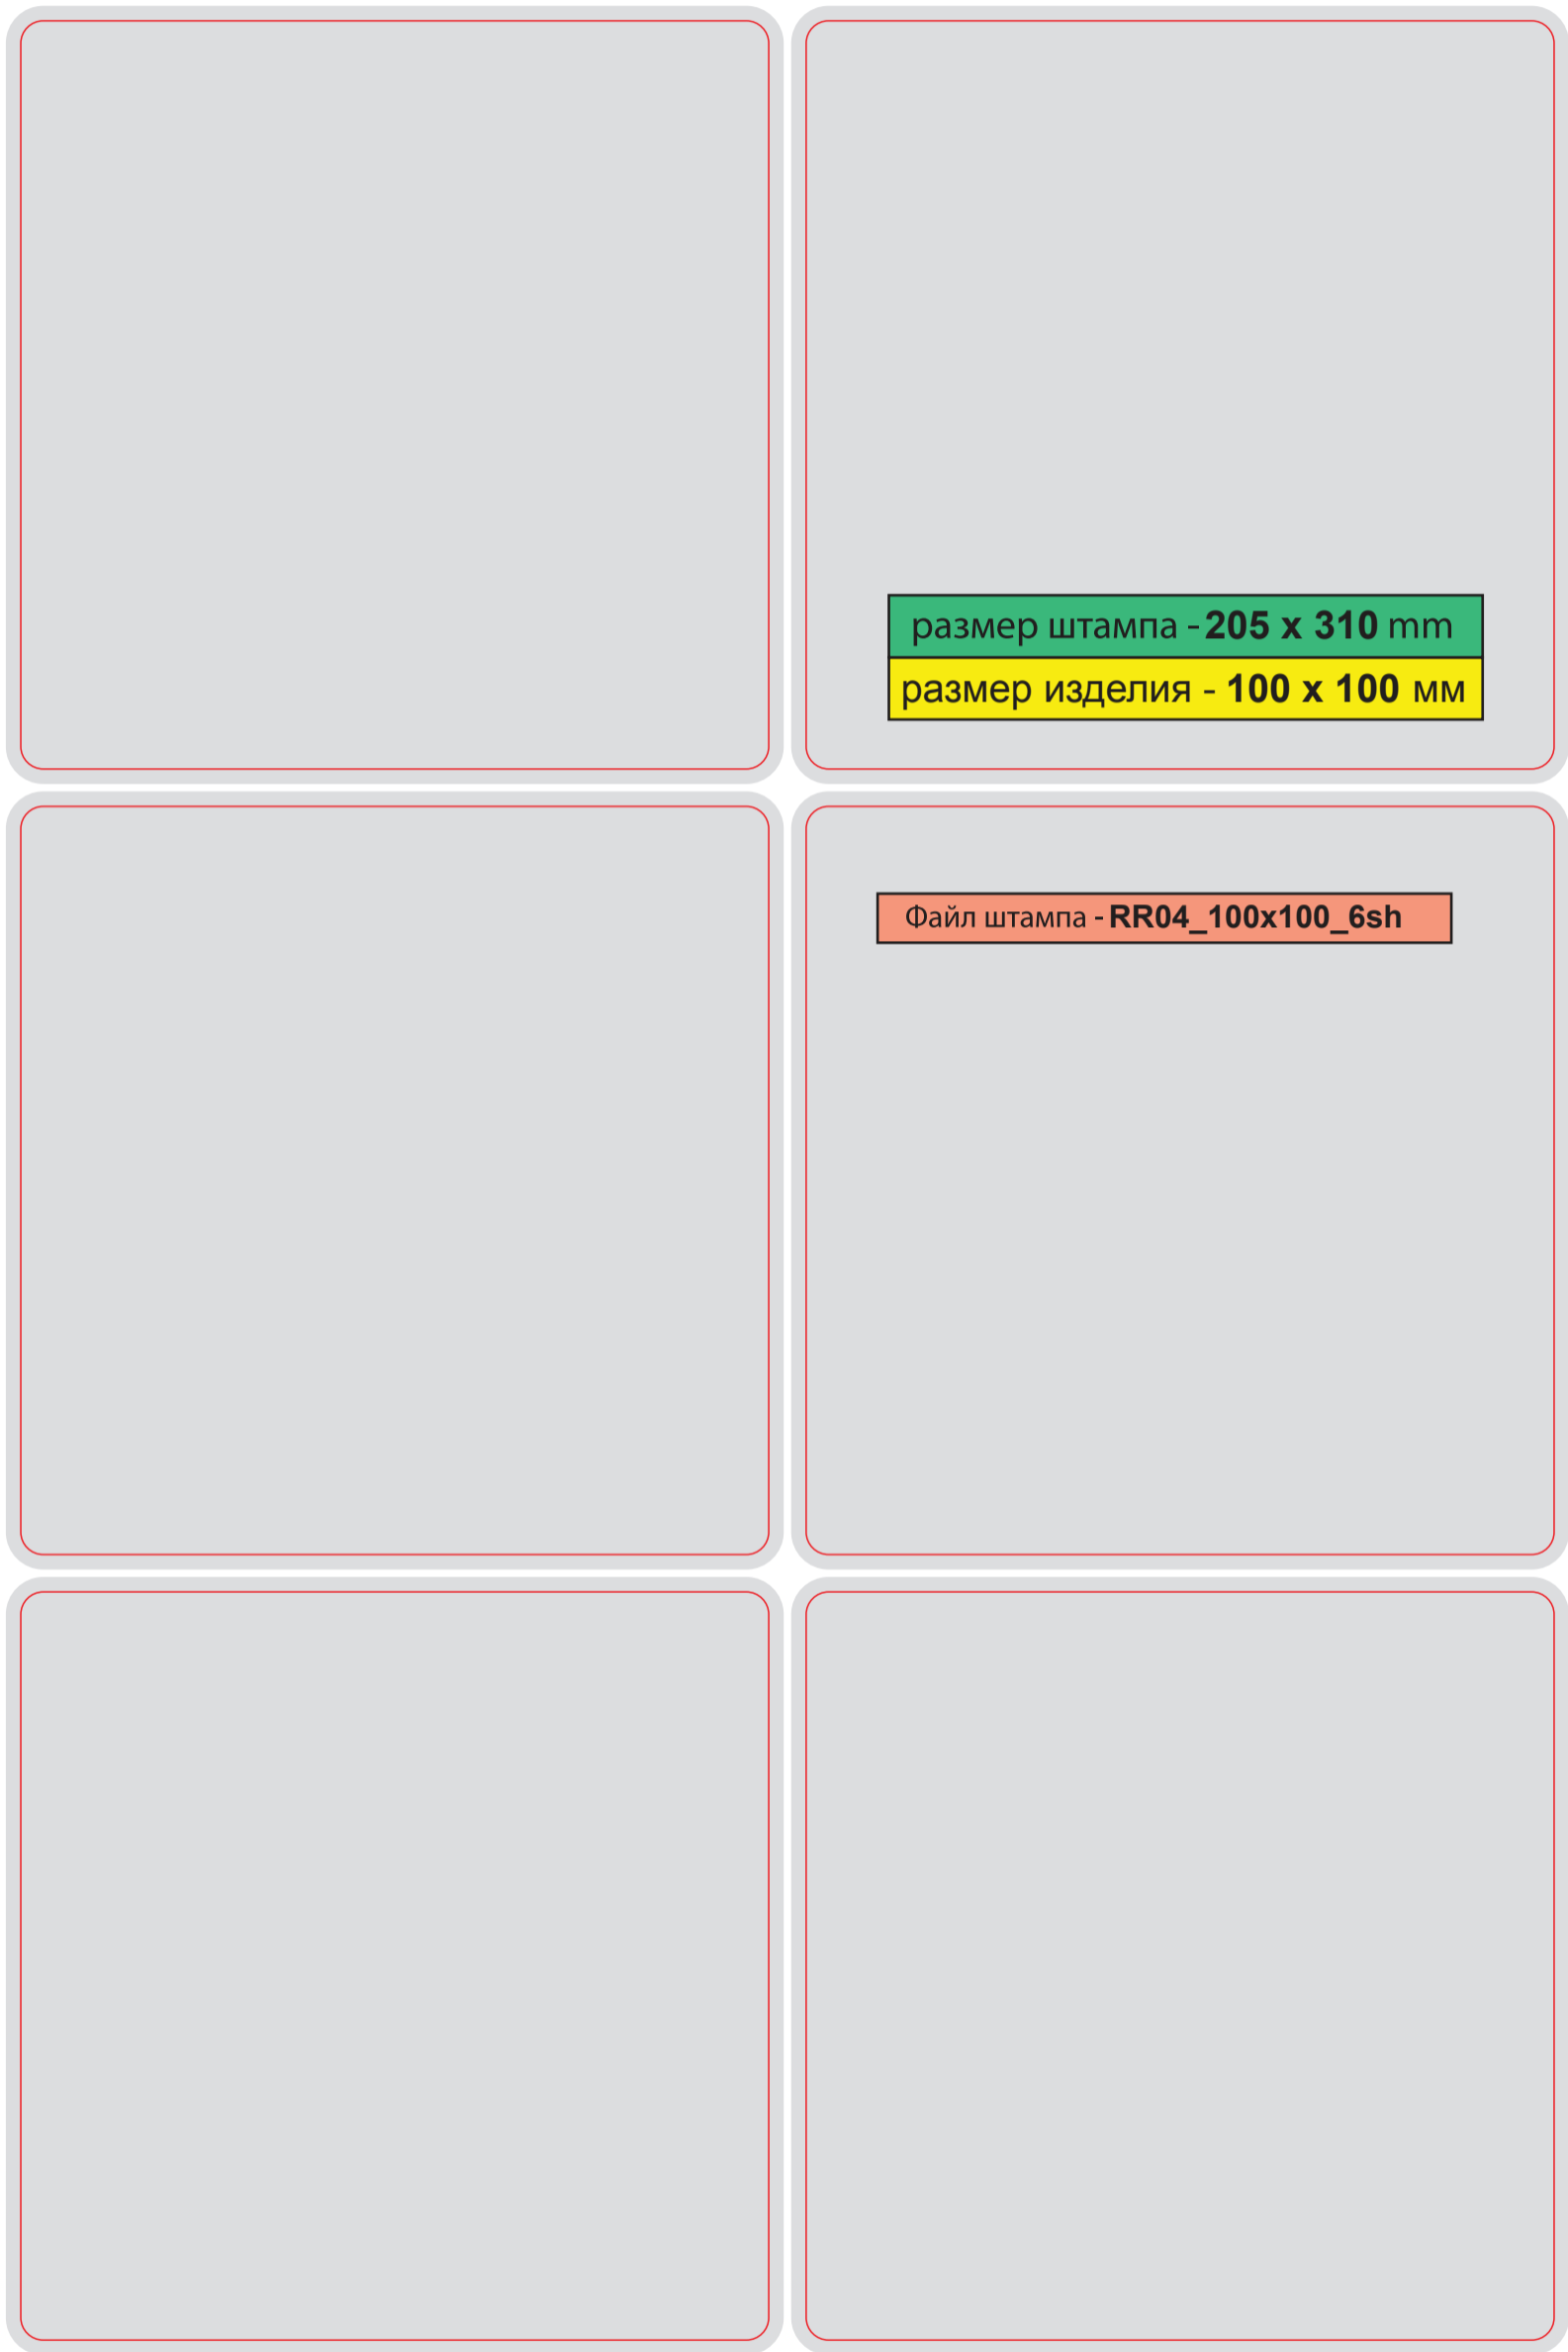 размер штампа - 205 x 310 mm
размер изделия - 100 x 100 мм
Файл штампа - RR04_100x100_6sh